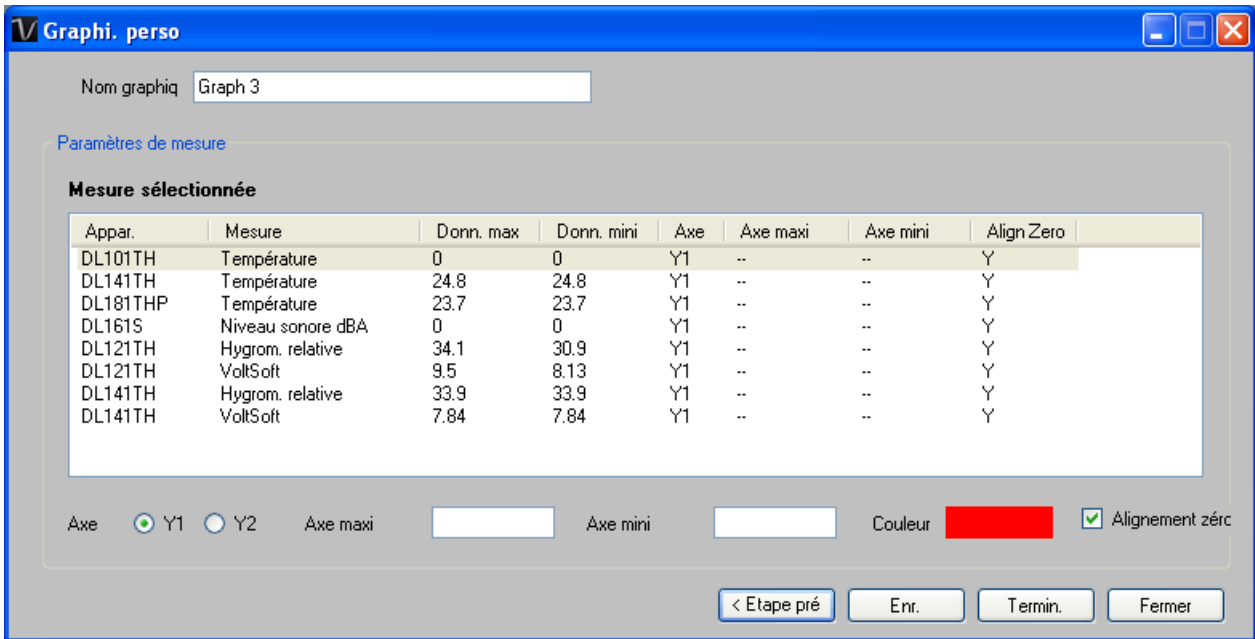 Graphi. perso
Nom graphiq Graph 3
Paramètres de mesure
Mesure sélectionnée
Appar. Mesure Donn. max Donn. mini Axe Axe maxi Axe mini Align Zero
DL101TH Température 0 0 Y1 -- -- Y
DL141TH Température 24.8 24.8 Y1 -- -- Y
DL181THP Température 23.7 23.7 Y1 -- -- Y
DL161S Niveau sonore dBA 0 0 Y1 -- -- Y
DL121TH Hygrom. relative 34.1 30.9 Y1 -- -- Y
DL121TH VoltSoft 9.5 8.13 Y1 -- -- Y
DL141TH Hygrom. relative 33.9 33.9 Y1 -- -- Y
DL141TH VoltSoft 7.84 7.84 Y1 -- -- Y
Axe Y1 Y2 Axe maxi Axe mini Couleur Alignement zéro
< Etape pré Enr. Termin. Fermer